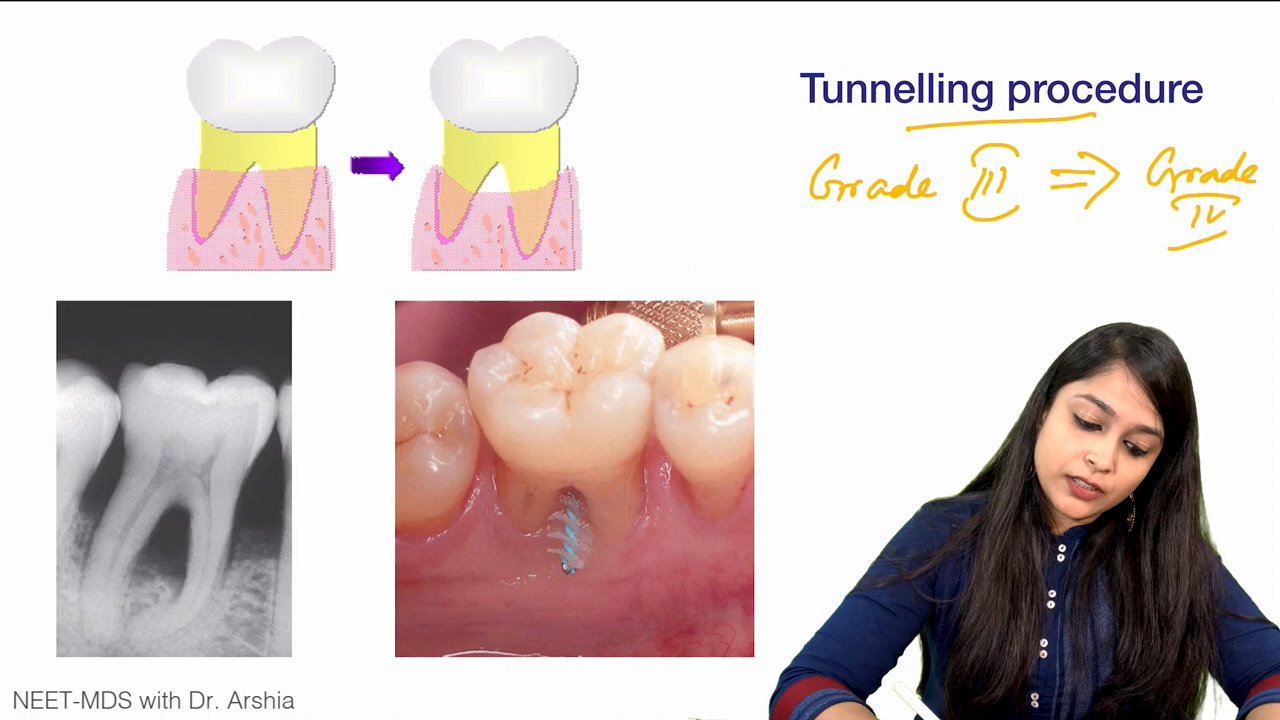 Tunnelling procedure
Grade III ⇒ Grade
IV
NEET-MDS with Dr. Arshia